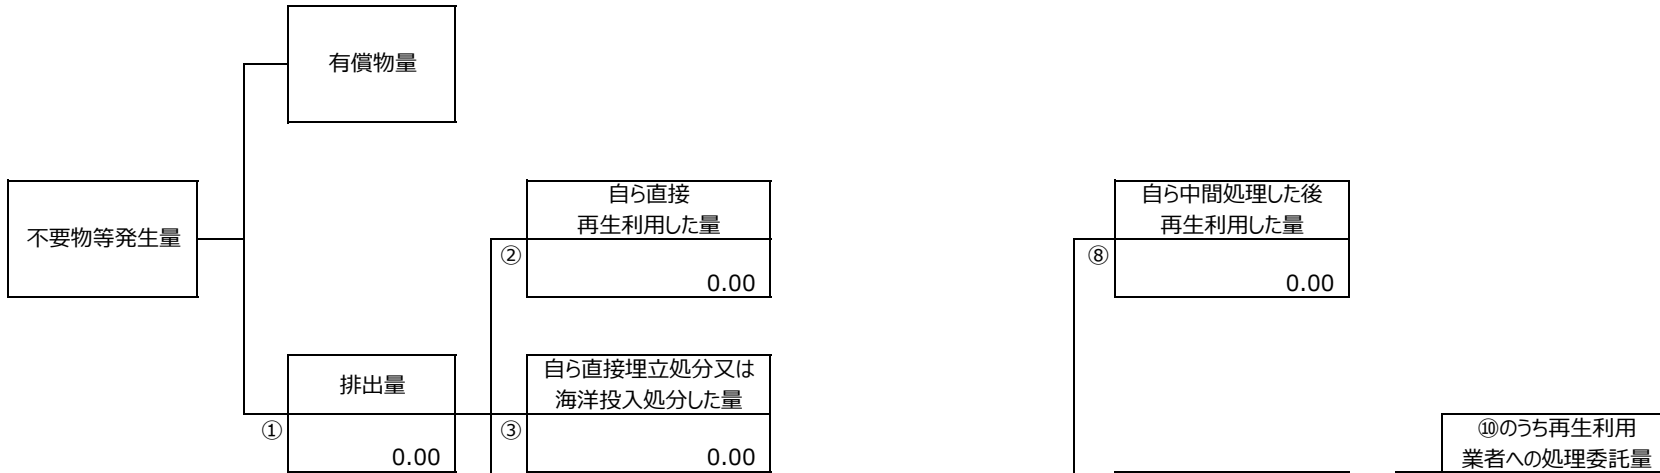 有償物量
不要物等発生量
自ら直接
再生利用した量
②
0.00
自ら中間処理した後
再生利用した量
⑧
0.00
排出量
①
0.00
自ら直接埋立処分又は
海洋投入処分した量
③
0.00
⑩のうち再生利用
業者への処理委託量